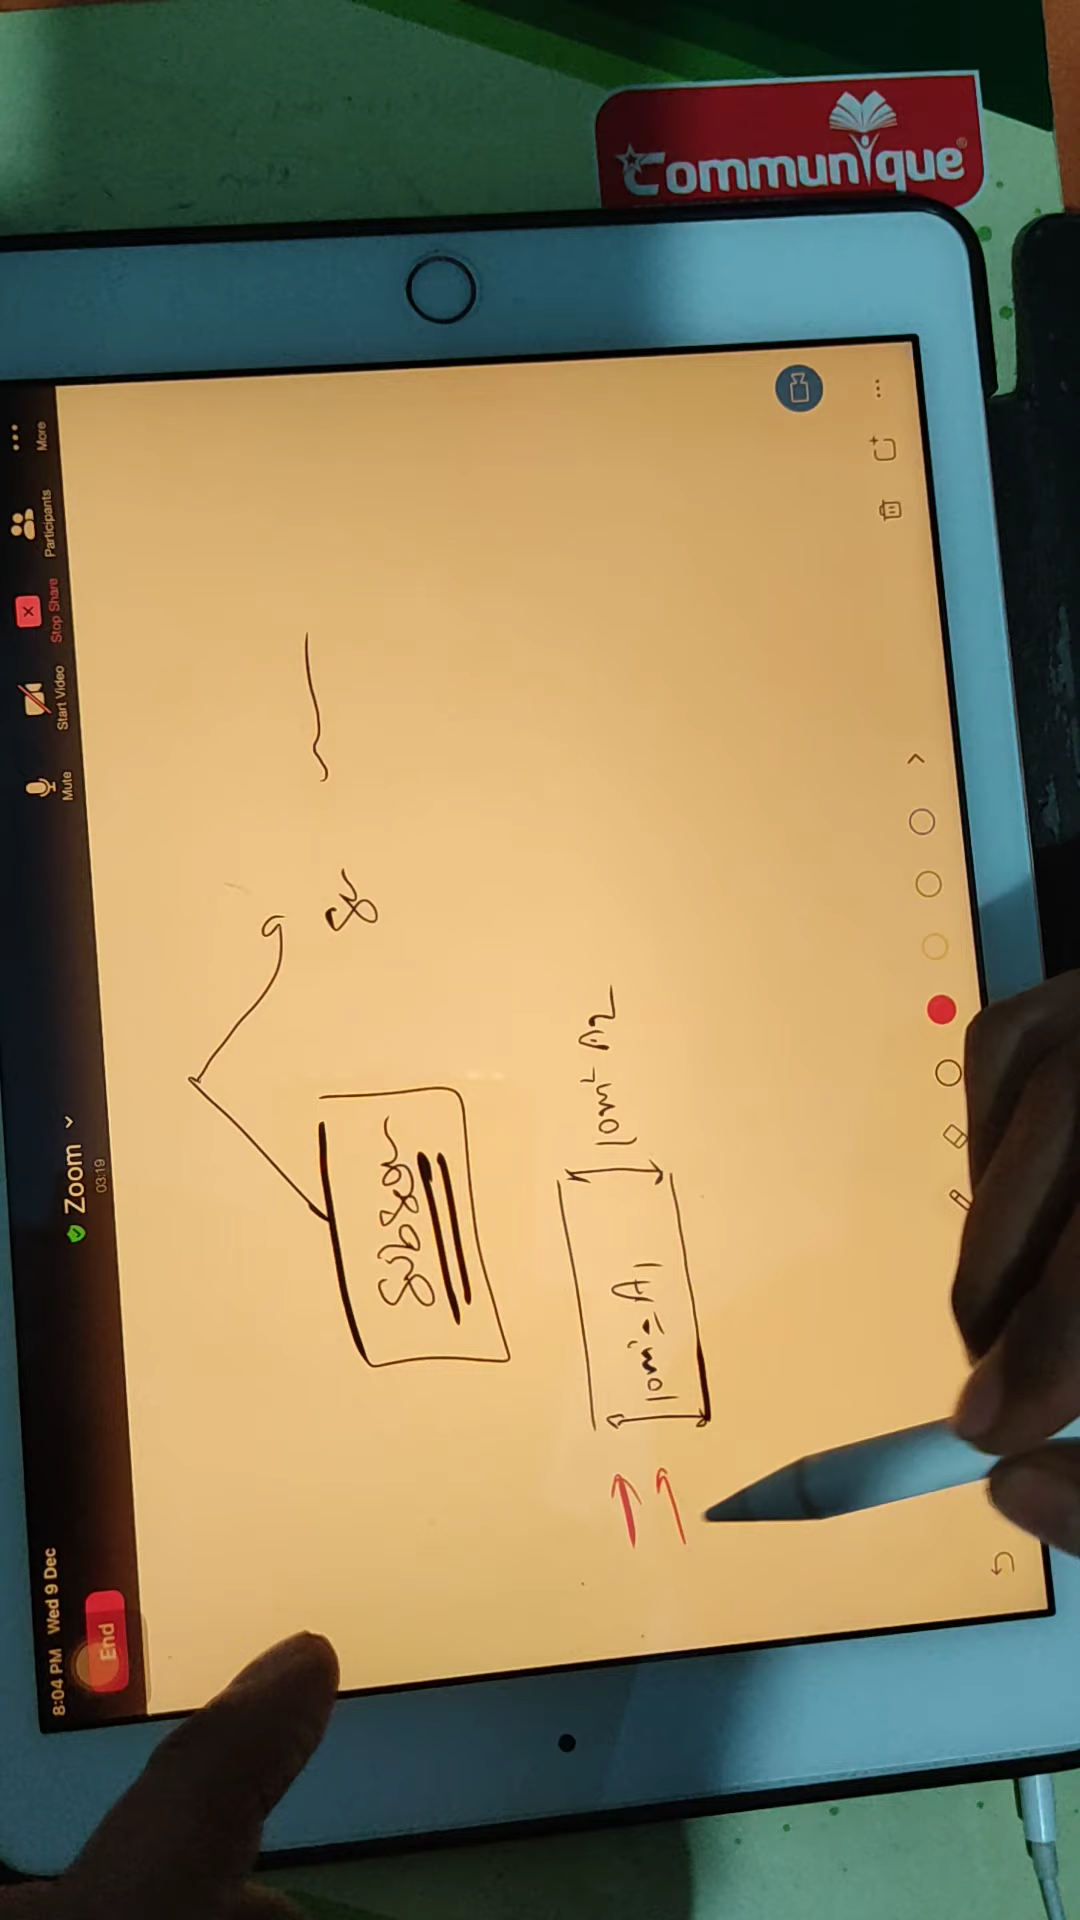 Communique
8:04 PM Wed 9 Dec
Zoom
03:19
End
Mute
Start Video
Stop Share
Participants
More
10m² = A1
10m² A2